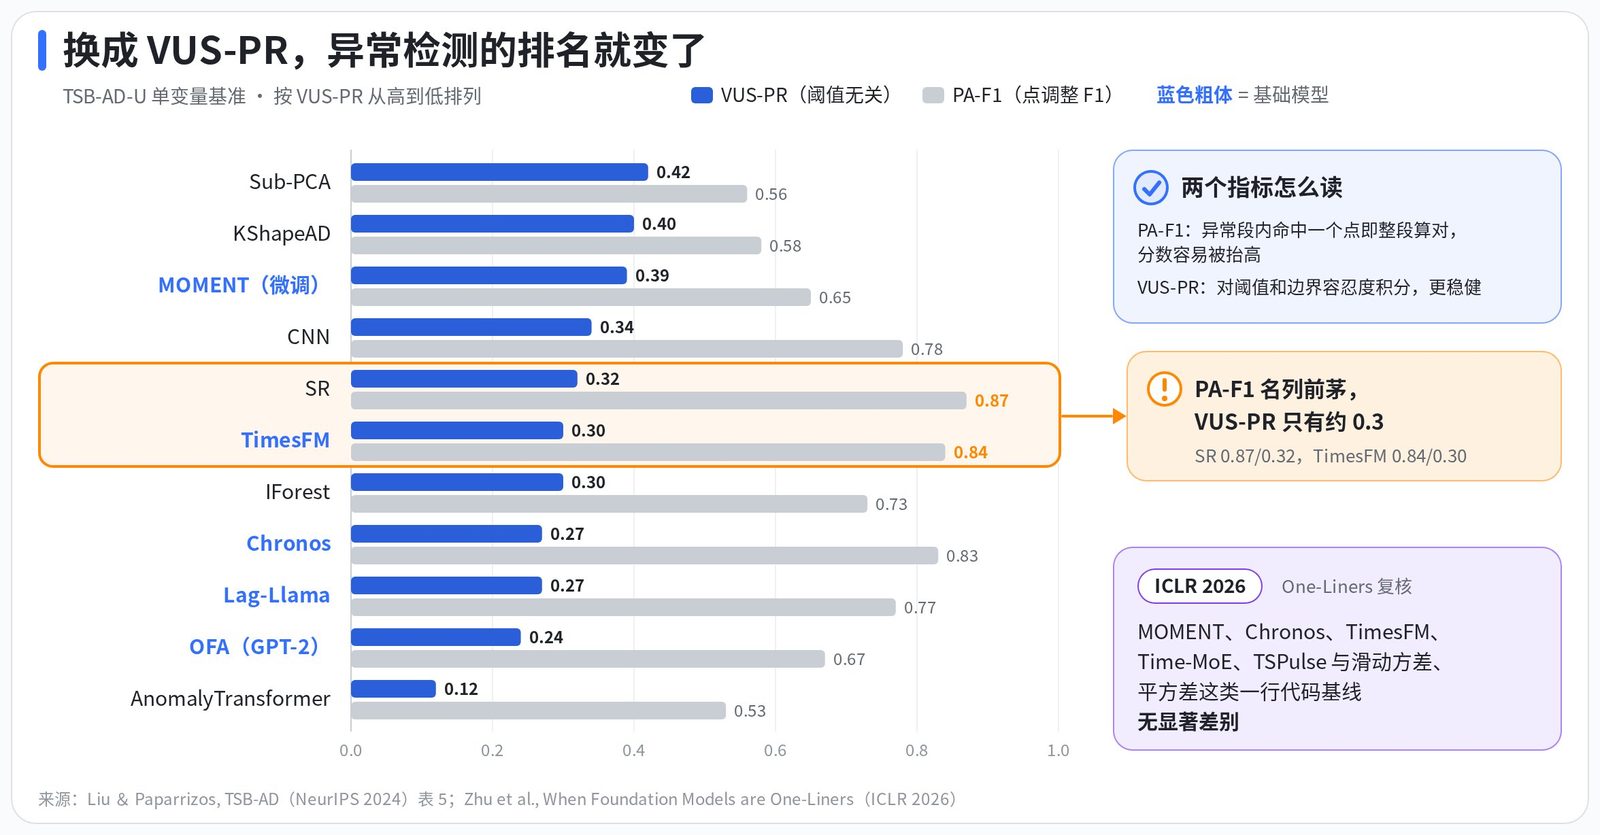 换成 VUS-PR，异常检测的排名就变了
TSB-AD-U 单变量基准 · 按 VUS-PR 从高到低排列
VUS-PR（阈值无关）
PA-F1（点调整 F1）
蓝色粗体 = 基础模型
Sub-PCA
0.42
0.56
KShapeAD
0.40
0.58
MOMENT（微调）
0.39
0.65
CNN
0.34
0.78
SR
0.32
0.87
TimesFM
0.30
0.84
IForest
0.30
0.73
Chronos
0.27
0.83
Lag-Llama
0.27
0.77
OFA（GPT-2）
0.24
0.67
AnomalyTransformer
0.12
0.53
0.0 0.2 0.4 0.6 0.8 1.0
两个指标怎么读
PA-F1：异常段内命中一个点即整段算对，
分数容易被抬高
VUS-PR：对阈值和边界容忍度积分，更稳健
PA-F1 名列前茅，
VUS-PR 只有约 0.3
SR 0.87/0.32，TimesFM 0.84/0.30
ICLR 2026 One-Liners 复核
MOMENT、Chronos、TimesFM、
Time-MoE、TSPulse 与滑动方差、
平方差这类一行代码基线
无显著差别
来源：Liu & Paparrizos, TSB-AD（NeurIPS 2024）表 5；Zhu et al., When Foundation Models are One-Liners（ICLR 2026）